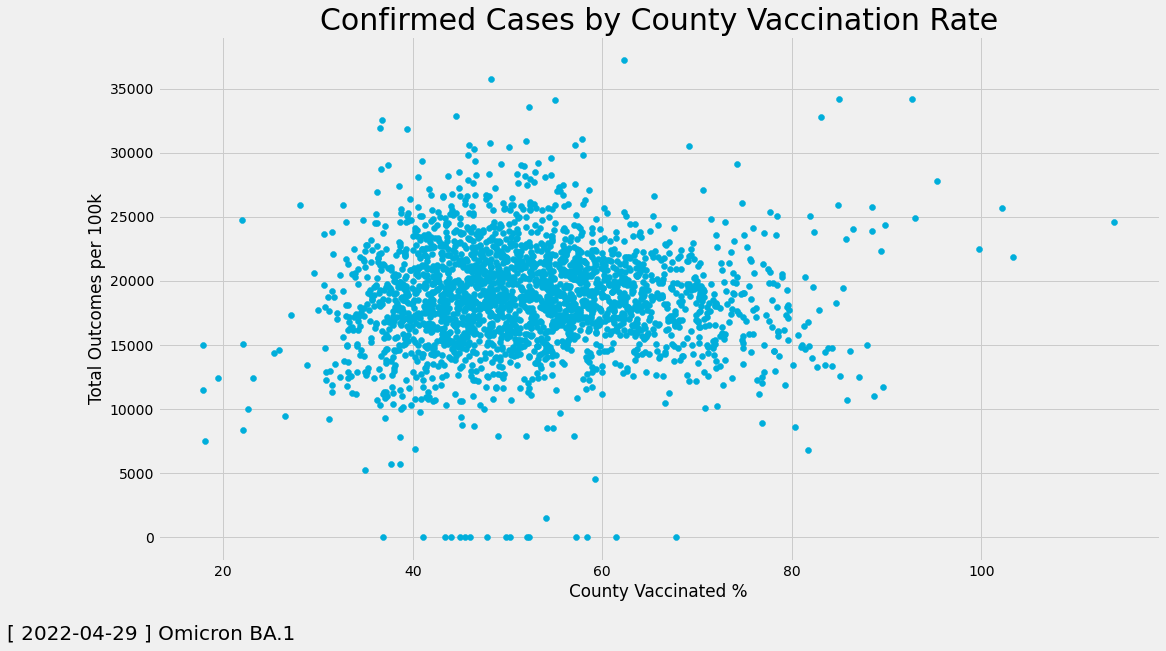 Confirmed Cases by County Vaccination Rate
Total Outcomes per 100k
35000
30000
25000
20000
15000
10000
5000
0
20 40 60 80 100
County Vaccinated %
[ 2022-04-29 ] Omicron BA.1